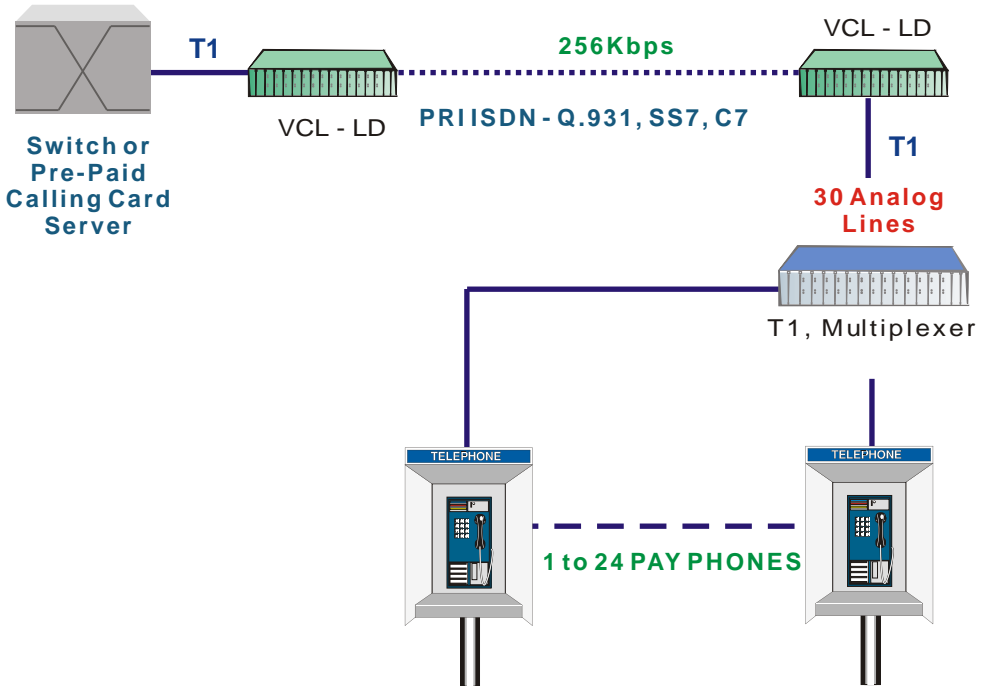 VCL - LD
T1
256Kbps
VCL - LD
PRI ISDN - Q.931, SS7, C7
Switch or
Pre-Paid
Calling Card
Server
T1
30 Analog
Lines
T1, Multiplexer
TELEPHONE
TELEPHONE
1 to 24 PAY PHONES